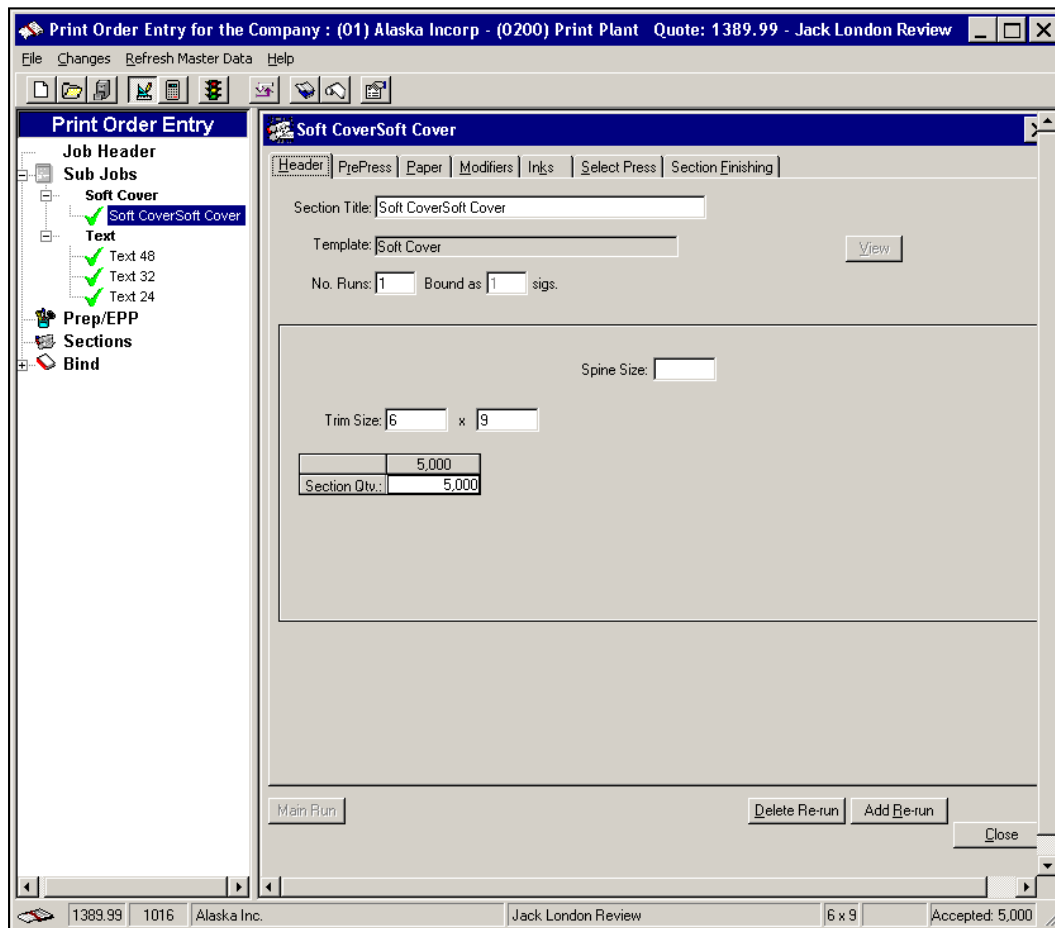 Print Order Entry for the Company : (01) Alaska Incorp - (0200) Print Plant   Quote: 1389.99 - Jack London Review
File Changes Refresh Master Data Help
Print Order Entry
Job Header
Sub Jobs
Soft Cover
Soft CoverSoft Cover
Text
Text 48
Text 32
Text 24
Prep/EPP
Sections
Bind
Soft CoverSoft Cover
Header PrePress Paper Modifiers Inks Select Press Section Finishing
Section Title: Soft CoverSoft Cover
Template: Soft Cover View
No. Runs: 1 Bound as 1 sigs.
Spine Size:
Trim Size: 6 x 9
5,000
Section Qty.: 5,000
Main Run Delete Re-run Add Re-run
Close
1389.99 1016 Alaska Inc. Jack London Review 6 x 9 Accepted: 5,000